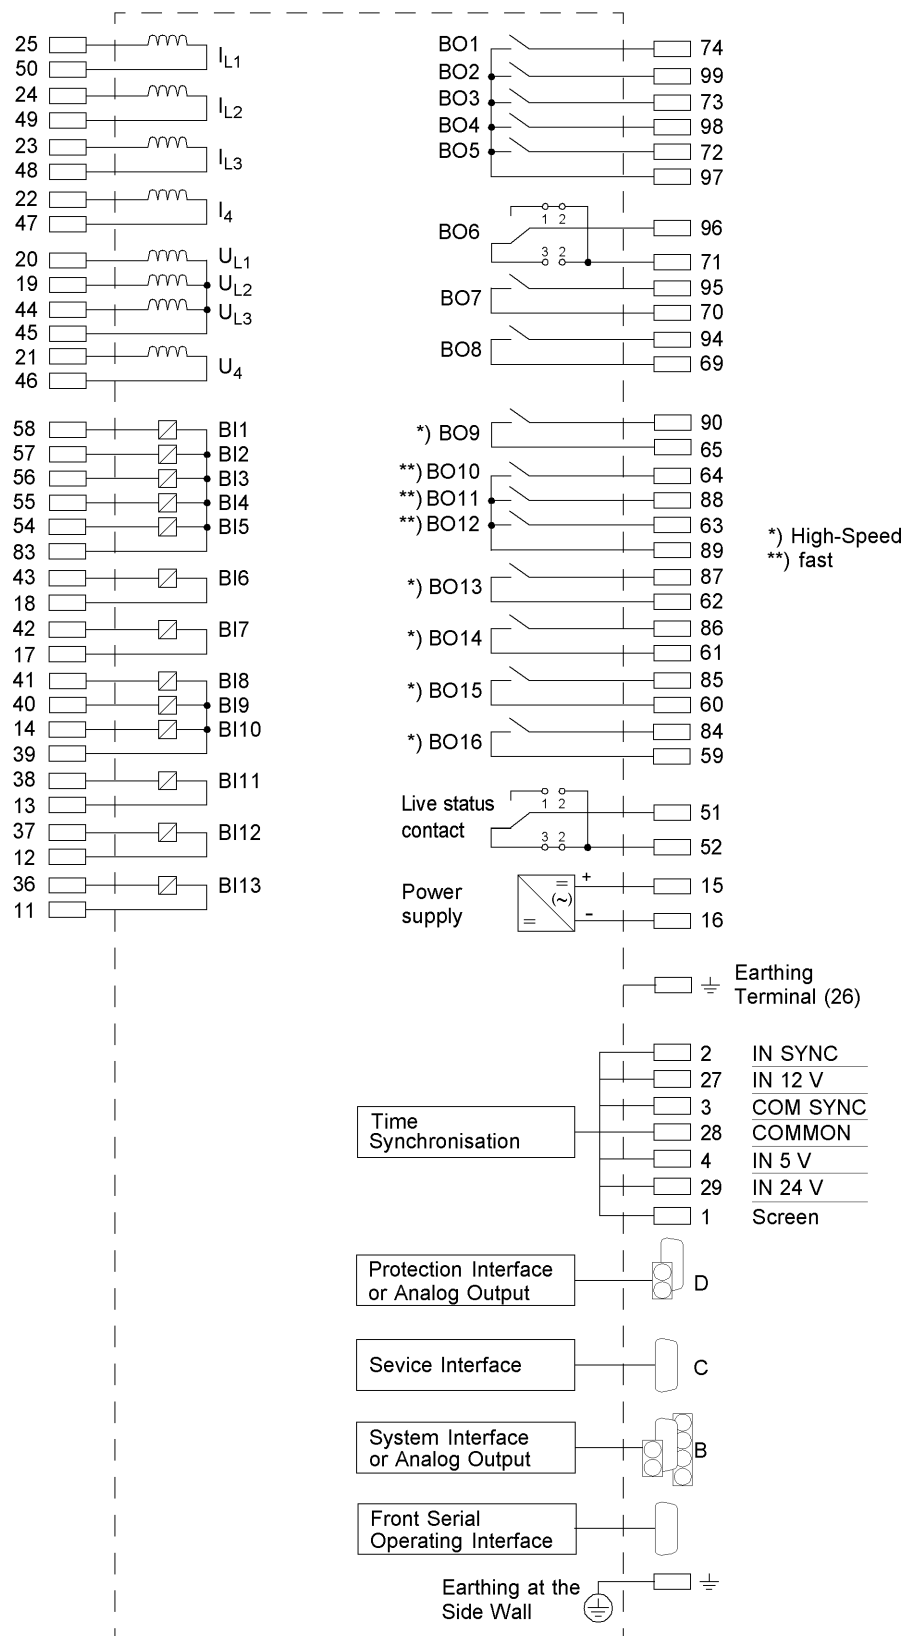 25
50 I L1
24
49 I L2
23
48 I L3
22
47 I 4
20 U L1
19 U L2
44 U L3
45
21
46 U 4
58 BI1
57 BI2
56 BI3
55 BI4
54 BI5
83
43 BI6
18
42 BI7
17
41 BI8
40 BI9
14 BI10
39
38 BI11
13
37 BI12
12
36 BI13
11
BO1 74
BO2 99
BO3 73
BO4 98
BO5 72
97
1 2
BO6 96
3 2 71
95
BO7 70
94
BO8 69
90
*) BO9 65
**) BO10 64
**) BO11 88
**) BO12 63
89
*) High-Speed
**) fast
87
*) BO13 62
86
*) BO14 61
85
*) BO15 60
84
*) BO16 59
Live status 1 2 51
contact 3 2 52
Power = + 15
supply (~)
= - 16
Earthing
Terminal (26)
2 IN SYNC
27 IN 12 V
3 COM SYNC
Time
Synchronisation
28 COMMON
4 IN 5 V
29 IN 24 V
1 Screen
Protection Interface
or Analog Output
D
Sevice Interface C
System Interface
or Analog Output
B
Front Serial
Operating Interface
Earthing at the
Side Wall